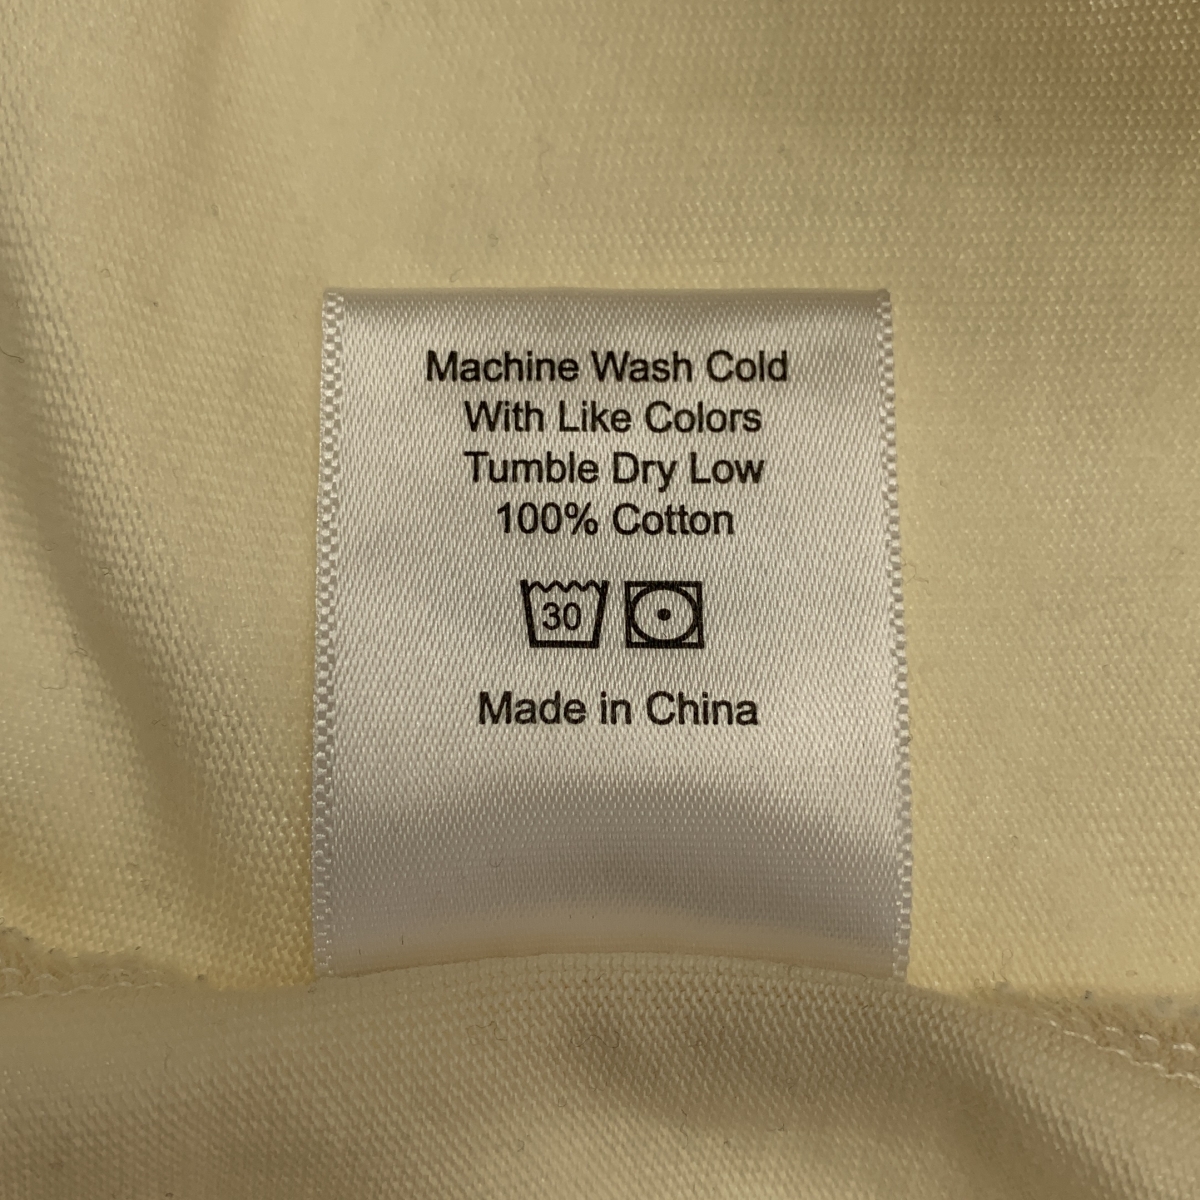 Machine Wash Cold
With Like Colors
Tumble Dry Low
100% Cotton
30
Made in China